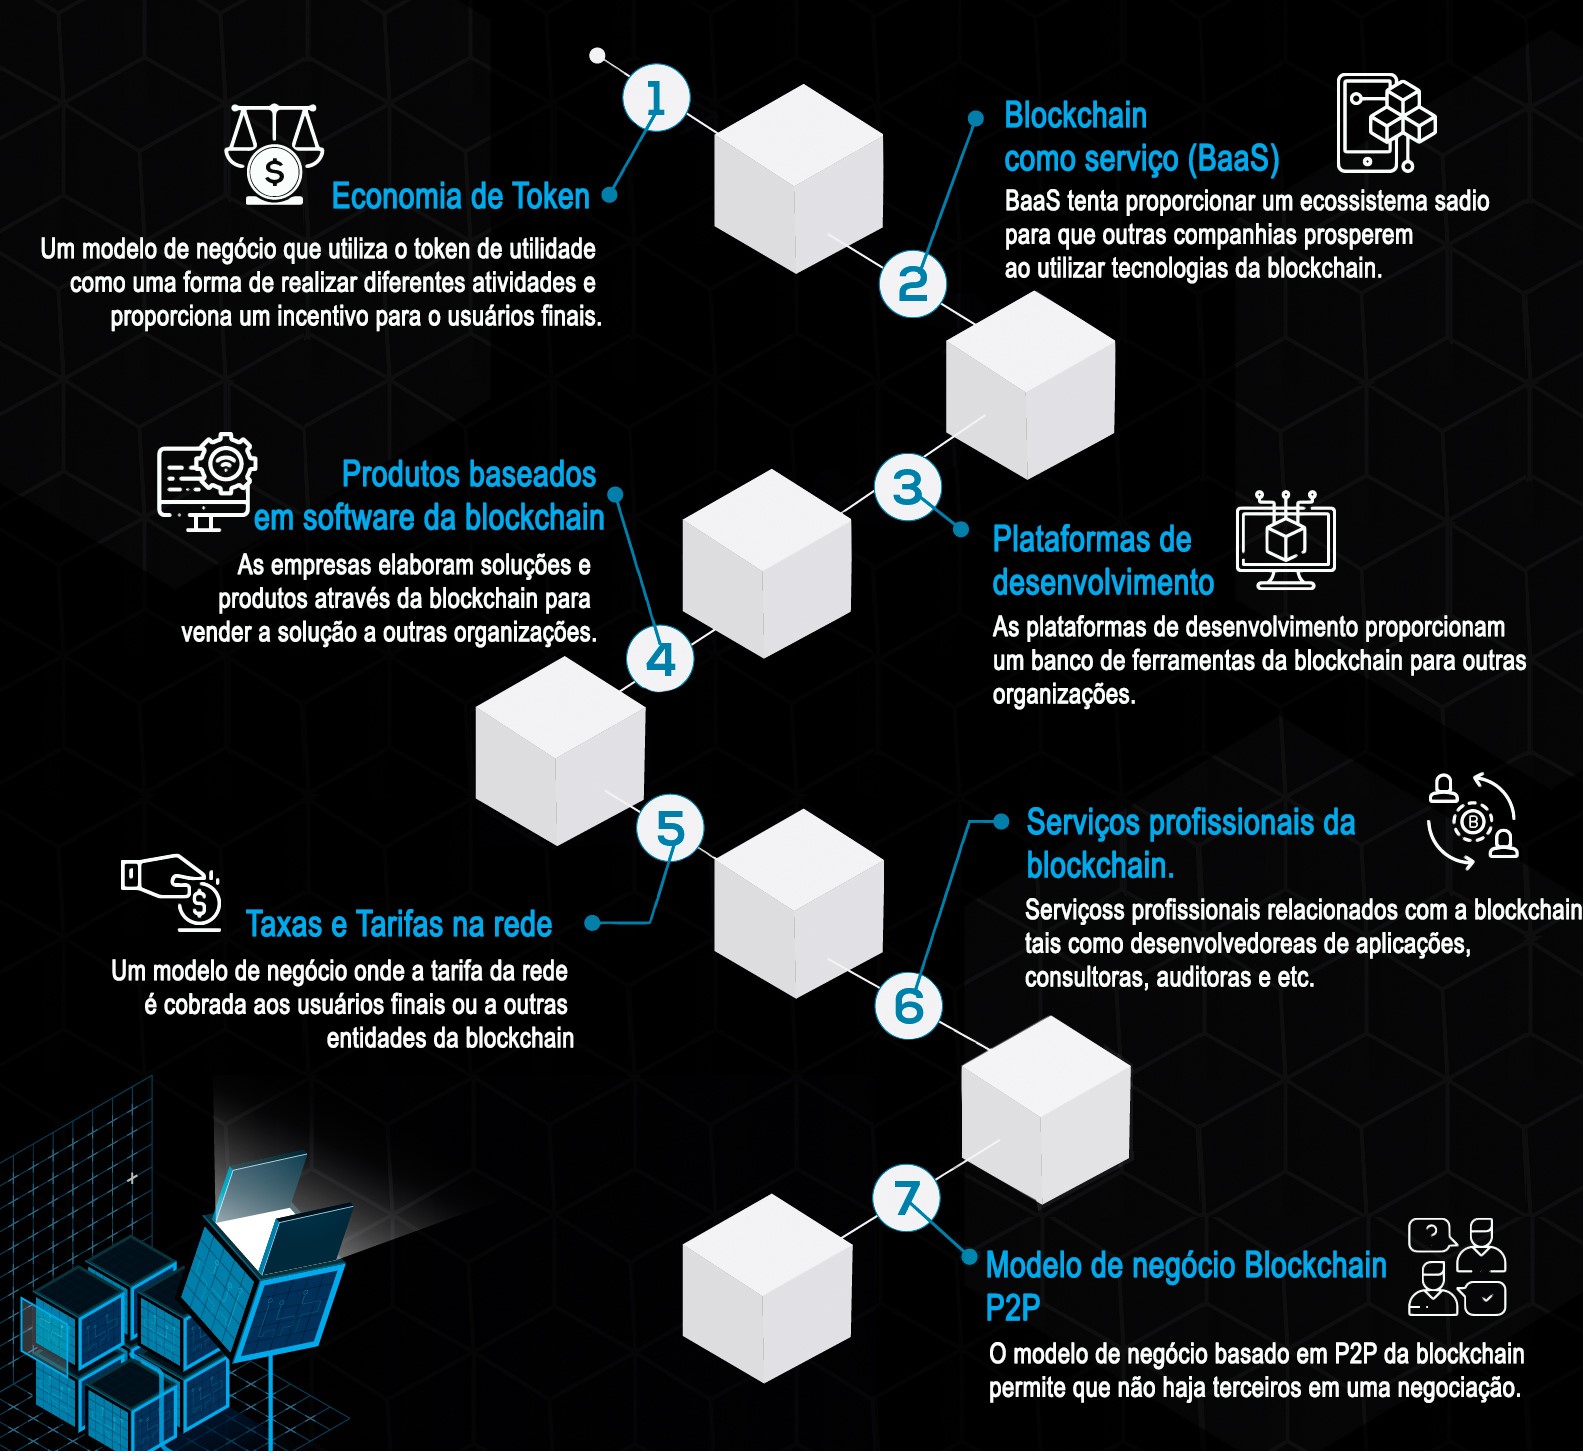 1
$
Economia de Token
Um modelo de negócio que utiliza o token de utilidade
como uma forma de realizar diferentes atividades e
proporciona um incentivo para o usuários finais.
2
Blockchain
como serviço (BaaS)
BaaS tenta proporcionar um ecossistema sadio
para que outras companhias prosperem
ao utilizar tecnologias da blockchain.
3
Plataformas de
desenvolvimento
As plataformas de desenvolvimento proporcionam
um banco de ferramentas da blockchain para outras
organizações.
4
Produtos baseados
em software da blockchain
As empresas elaboram soluções e
produtos através da blockchain para
vender a solução a outras organizações.
5
$
Taxas e Tarifas na rede
Um modelo de negócio onde a tarifa da rede
é cobrada aos usuários finais ou a outras
entidades da blockchain
6
Serviços profissionais da
blockchain.
B
Serviçoss profissionais relacionados com a blockchain
tais como desenvolvedoreas de aplicações,
consultoras, auditoras e etc.
7
Modelo de negócio Blockchain
P2P
?
O modelo de negócio basado em P2P da blockchain
permite que não haja terceiros em uma negociação.